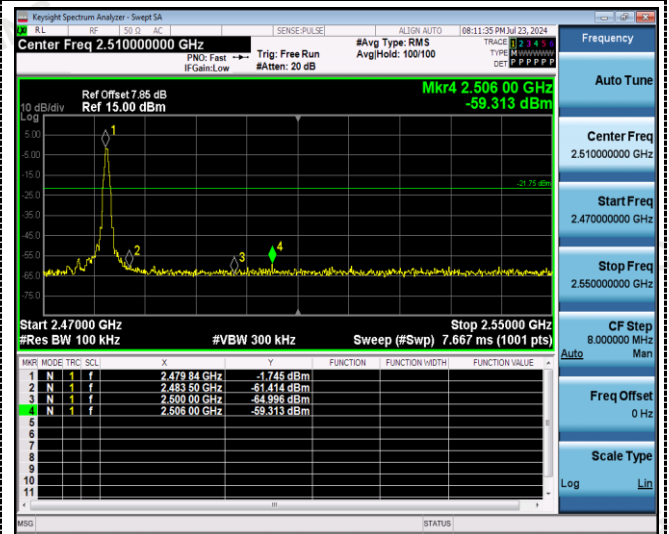 Keysight Spectrum Analyzer - Swept SA
RL RF 50 Ω AC SENSE:PULSE ALIGN AUTO 08:11:35 PM Jul 23, 2024
Center Freq 2.510000000 GHz
PNO: Fast
IFGain:Low
Trig: Free Run
#Atten: 20 dB
#Avg Type: RMS
Avg|Hold: 100/100
TRACE 1 2 3 4 5 6
TYPE M W W W W W
DET P P P P P P
Frequency
Mkr4 2.506 00 GHz
-59.313 dBm
Ref Offset 7.85 dB
10 dB/div Ref 15.00 dBm
Log
1
5.00
-5.00
-15.0
-21.75 dBm
-25.0
-35.0
-45.0
-55.0
2
3
4
-65.0
-75.0
Start 2.47000 GHz Stop 2.55000 GHz
#Res BW 100 kHz #VBW 300 kHz Sweep (#Swp) 7.667 ms (1001 pts)
MKR MODE TRC SCL X Y FUNCTION FUNCTION WIDTH FUNCTION VALUE
1 N 1 f 2.479 84 GHz -1.745 dBm
2 N 1 f 2.483 50 GHz -61.414 dBm
3 N 1 f 2.500 00 GHz -64.996 dBm
4 N 1 f 2.506 00 GHz -59.313 dBm
5
6
7
8
9
10
11
MSG STATUS
Auto Tune
Center Freq
2.510000000 GHz
Start Freq
2.470000000 GHz
Stop Freq
2.550000000 GHz
CF Step
8.000000 MHz
Auto Man
Freq Offset
0 Hz
Scale Type
Log Lin